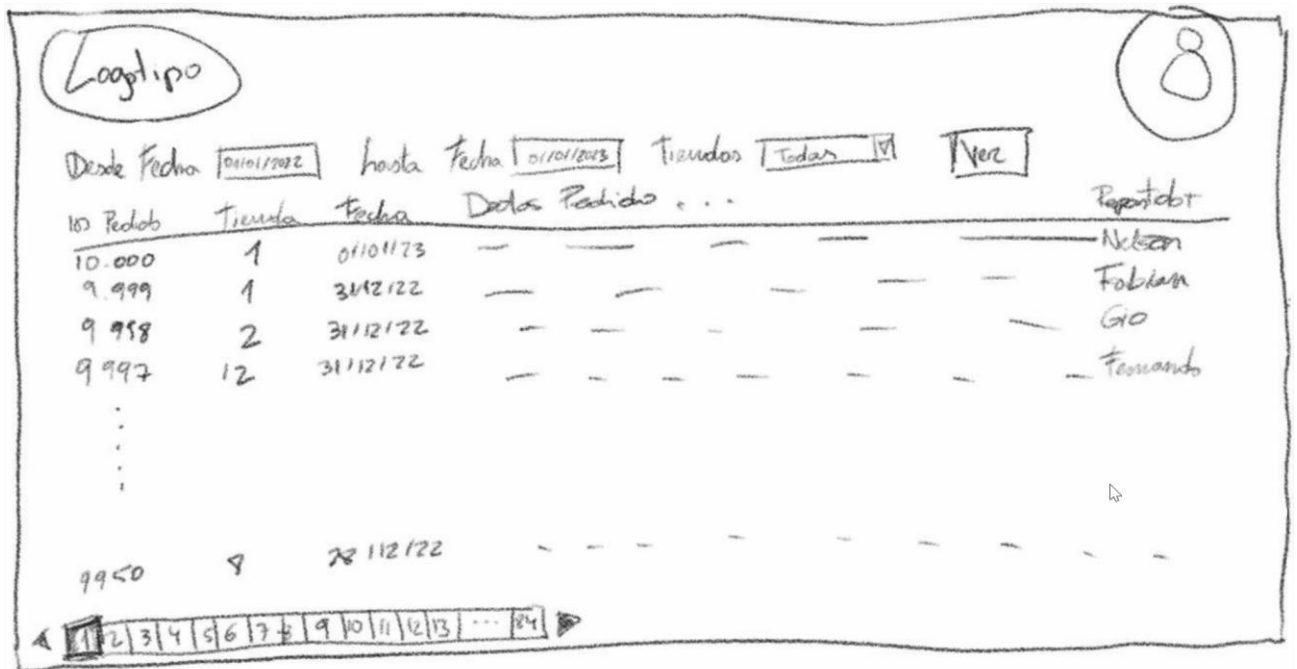 Logotipo
Desde Fecha 01/01/2022 hasta Fecha 01/01/2023 Tiendas Todas Ver
ID Pedido Tienda Fecha Datos Pedido ... Repartidor
10.000 1 01/01/23 Nelson
9.999 1 31/12/22 Fabian
9 998 2 31/12/22 Gio
9 997 12 31/12/22 Fernando
9950 8 28/12/22
1 2 3 4 5 6 7 8 9 10 11 12 13 ... 84